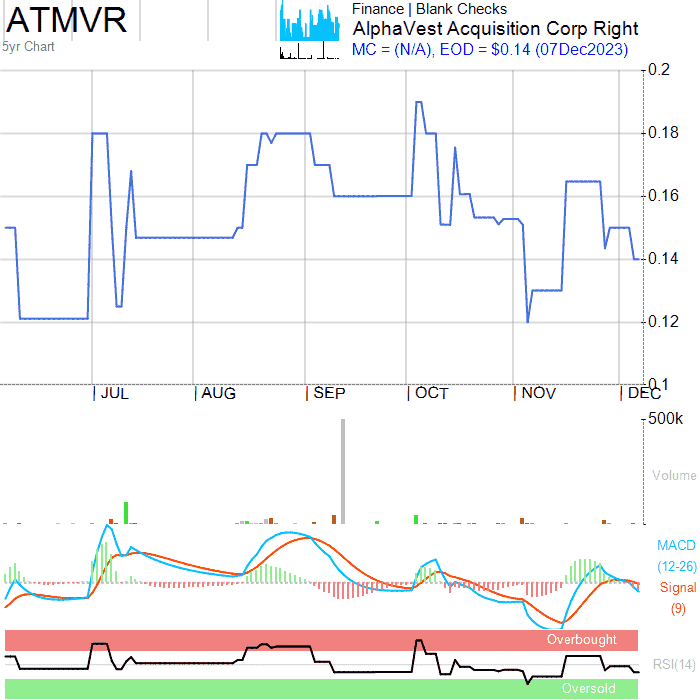 ATMVR
5yr Chart
Finance | Blank Checks
AlphaVest Acquisition Corp Right
MC = (N/A), EOD = $0.14 (07Dec2023)
0.2
0.18
0.16
0.14
0.12
0.1
JUL AUG SEP OCT NOV DEC
500k
Volume
MACD
(12-26)
Signal
(9)
Overbought
RSI(14)
Oversold